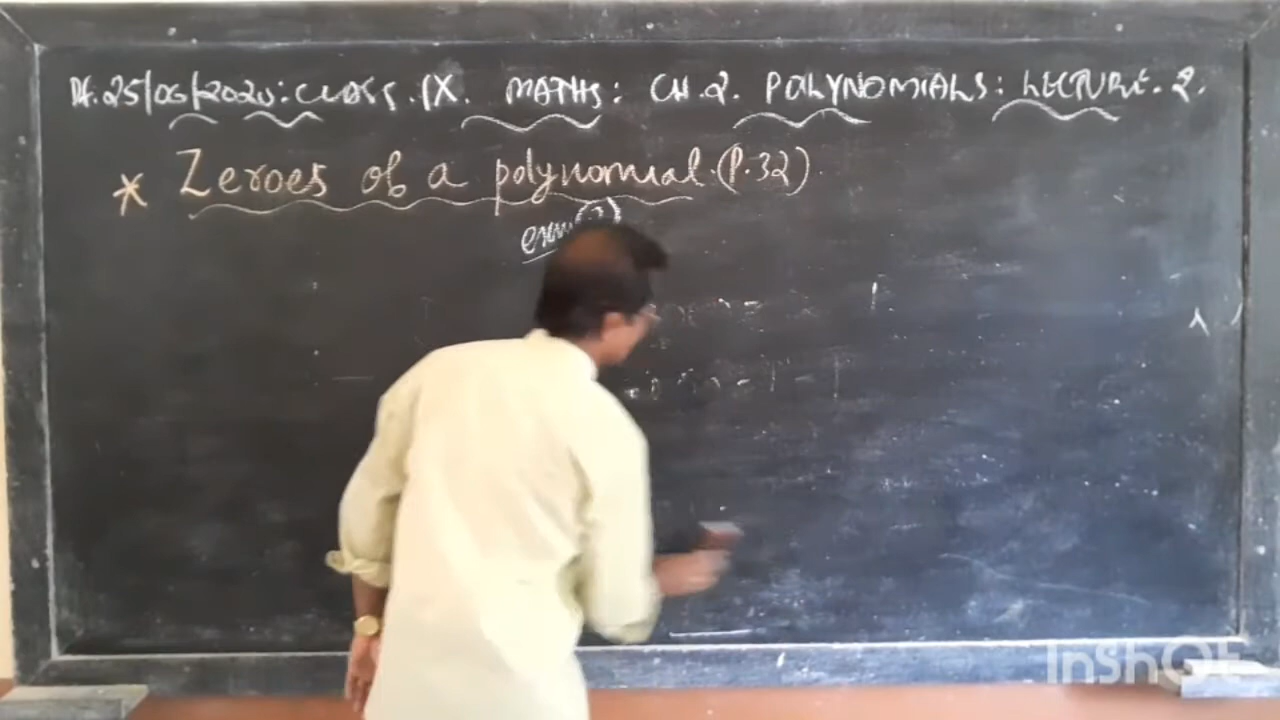 Dt.25/06/2020: CLASS.IX. MATHS: CH.2. POLYNOMIALS: LECTURE.2.
* Zeroes of a polynomial.(P.32)
InShOt